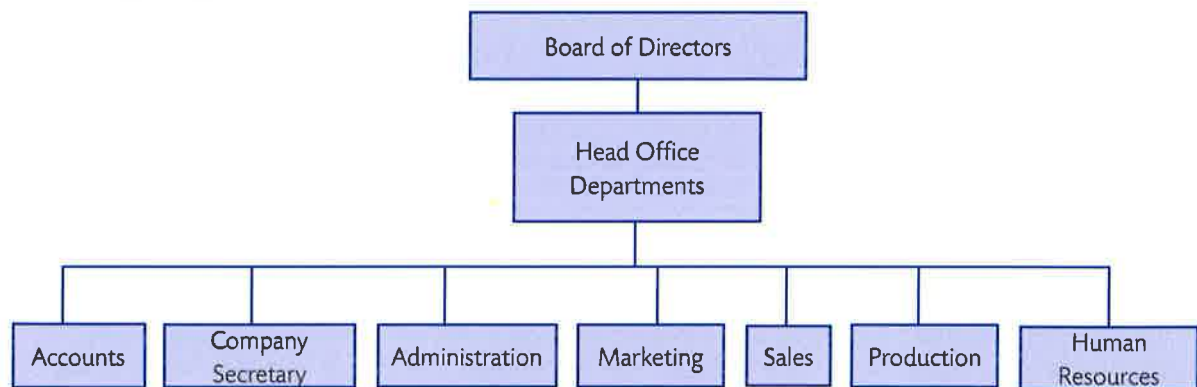 Board of Directors
Head Office
Departments
Accounts
Company
Secretary
Administration
Marketing
Sales
Production
Human
Resources